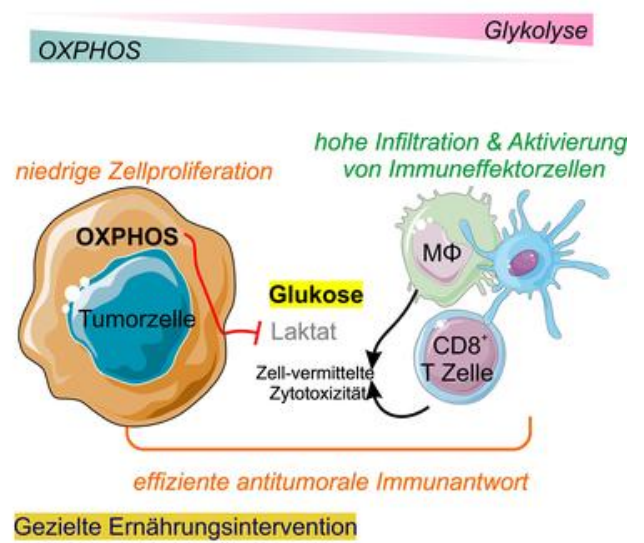 Glykolyse
OXPHOS
hohe Infiltration & Aktivierung
von Immuneffektorzellen
niedrige Zellproliferation
OXPHOS
Tumorzelle
Glukose
Laktat
Zell-vermittelte
Zytotoxizität
MΦ
CD8⁺
T Zelle
effiziente antitumorale Immunantwort
Gezielte Ernährungsintervention